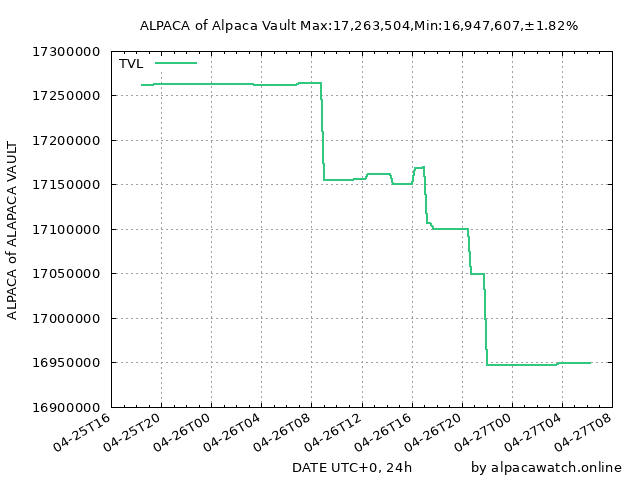 ALPACA of Alpaca Vault Max:17,263,504,Min:16,947,607,±1.82%
TVL
17300000
17250000
17200000
17150000
17100000
17050000
17000000
16950000
16900000
ALPACA of ALAPACA VAULT
04-25T16
04-25T20
04-26T00
04-26T04
04-26T08
04-26T12
04-26T16
04-26T20
04-27T00
04-27T04
04-27T08
DATE UTC+0, 24h
by alpacawatch.online